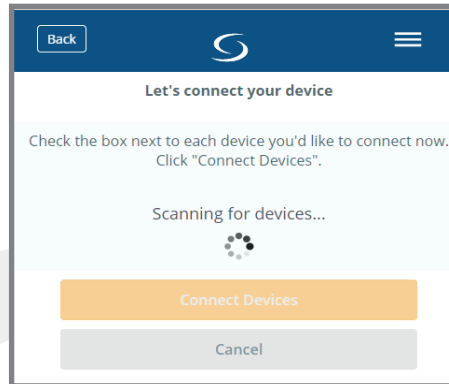 Back
Let's connect your device
Check the box next to each device you'd like to connect now.
Click "Connect Devices".
Scanning for devices...
Connect Devices
Cancel